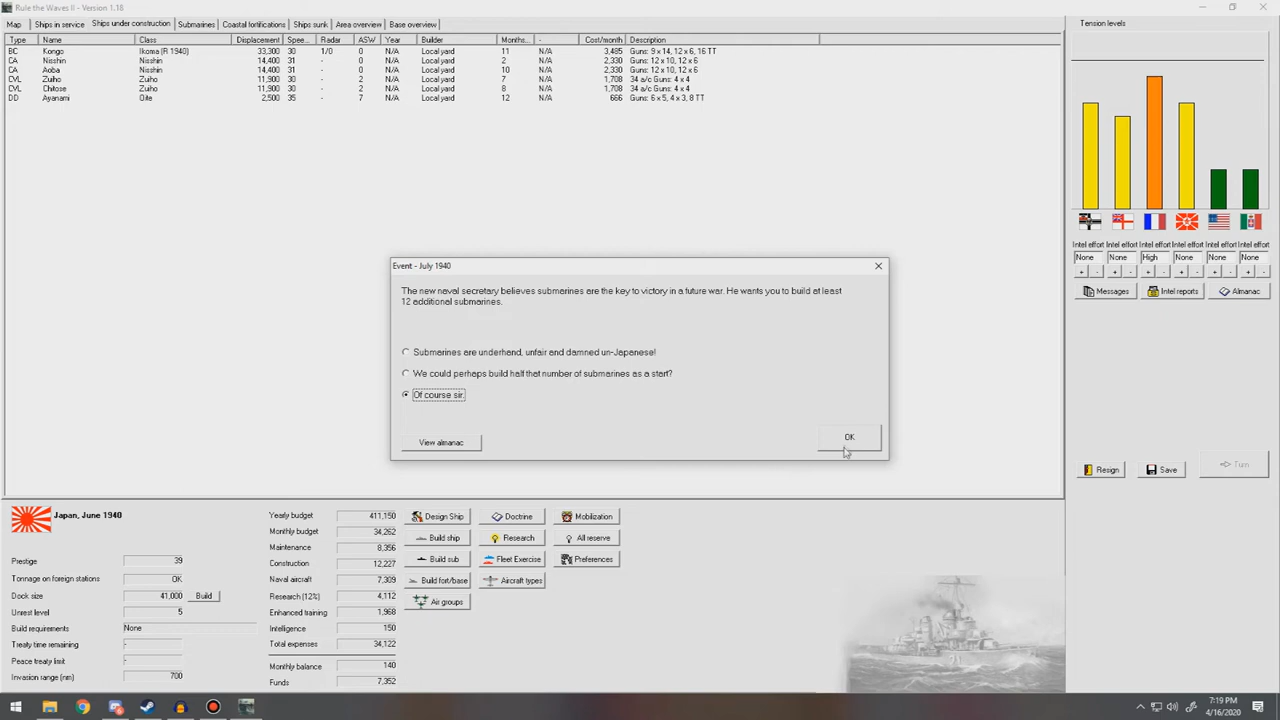 Rule the Waves II - Version 1.18
Map Ships in service Ships under construction Submarines Coastal fortifications Ships sunk Area overview Base overview
Type Name Class Displacement Spee... Radar ASW Year Builder Months... - Cost/month Description
BC Kongo Ikoma (R 1940) 33,300 30 1/0 0 N/A Local yard 11 N/A 3,485 Guns: 9 x 14, 12 x 6, 16 TT
CA Nisshin Nisshin 14,400 31 - 0 N/A Local yard 2 N/A 2,330 Guns: 12 x 10, 12 x 6
CA Aoba Nisshin 14,400 31 - 0 N/A Local yard 10 N/A 2,330 Guns: 12 x 10, 12 x 6
CVL Zuiho Zuiho 11,900 30 - 2 N/A Local yard 7 N/A 1,708 34 a/c Guns: 4 x 4
CVL Chitose Zuiho 11,900 30 - 2 N/A Local yard 8 N/A 1,708 34 a/c Guns: 4 x 4
DD Ayanami Oite 2,500 35 - 7 N/A Local yard 12 N/A 666 Guns: 6 x 5, 4 x 3, 8 TT
Tension levels
Intel effort Intel effort Intel effort Intel effort Intel effort Intel effort
None None High None None None
+ - + - + - + - + - + -
Messages Intel reports Almanac
Event - July 1940
The new naval secretary believes submarines are the key to victory in a future war. He wants you to build at least
12 additional submarines.
Submarines are underhand, unfair and damned un-Japanese!
We could perhaps build half that number of submarines as a start?
Of course sir.
View almanac OK
Resign Save Turn
Japan, June 1940
Prestige 39
Tonnage on foreign stations OK
Dock size 41,000 Build
Unrest level 5
Build requirements None
Treaty time remaining -
Peace treaty limit -
Invasion range (nm) 700
Yearly budget 411,150
Monthly budget 34,262
Maintenance 8,356
Construction 12,227
Naval aircraft 7,309
Research (12%) 4,112
Enhanced training 1,968
Intelligence 150
Total expenses 34,122
Monthly balance 140
Funds 7,352
Design Ship Doctrine Mobilization
Build ship Research All reserve
Build sub Fleet Exercise Preferences
Build fort/base Aircraft types
Air groups
7:19 PM
4/16/2020